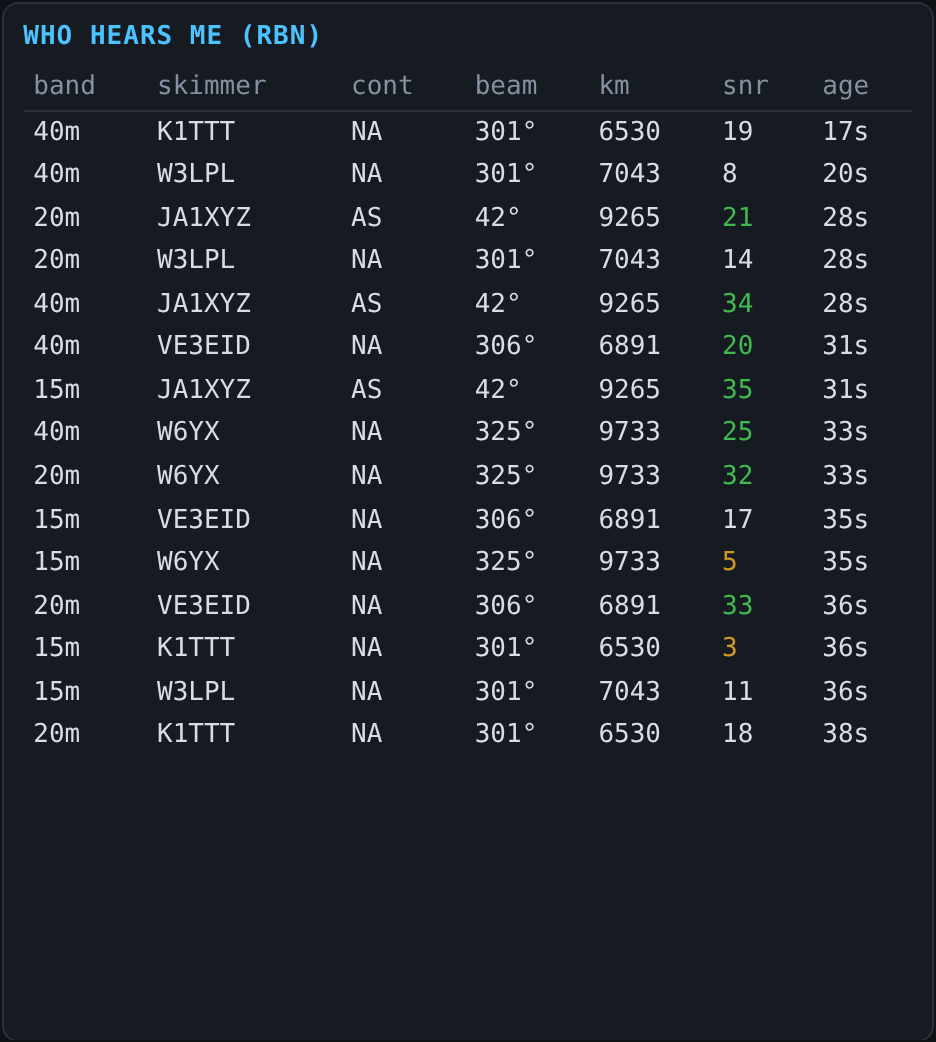 WHO HEARS ME (RBN)
band skimmer cont beam km snr age
40m K1TTT NA 301° 6530 19 17s
40m W3LPL NA 301° 7043 8 20s
20m JA1XYZ AS 42° 9265 21 28s
20m W3LPL NA 301° 7043 14 28s
40m JA1XYZ AS 42° 9265 34 28s
40m VE3EID NA 306° 6891 20 31s
15m JA1XYZ AS 42° 9265 35 31s
40m W6YX NA 325° 9733 25 33s
20m W6YX NA 325° 9733 32 33s
15m VE3EID NA 306° 6891 17 35s
15m W6YX NA 325° 9733 5 35s
20m VE3EID NA 306° 6891 33 36s
15m K1TTT NA 301° 6530 3 36s
15m W3LPL NA 301° 7043 11 36s
20m K1TTT NA 301° 6530 18 38s